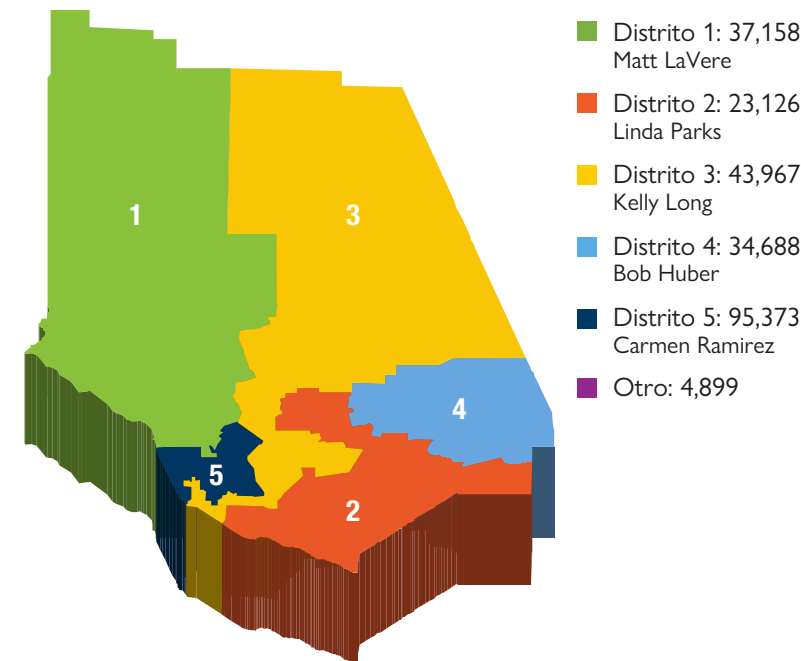 Distrito 1: 37,158
Matt LaVere
Distrito 2: 23,126
Linda Parks
Distrito 3: 43,967
Kelly Long
Distrito 4: 34,688
Bob Huber
Distrito 5: 95,373
Carmen Ramirez
Otro: 4,899
1
3
4
5
2